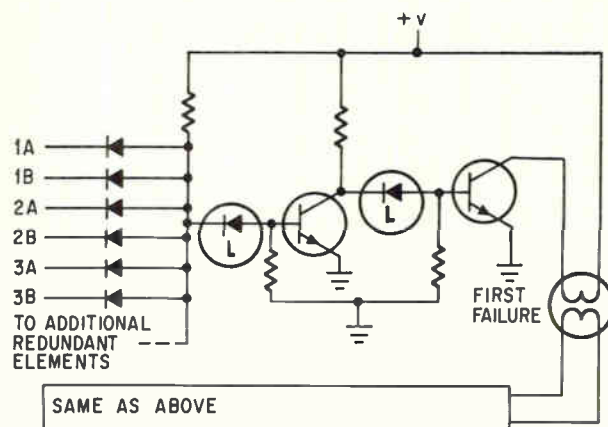 +V
1A
1B
2A
2B
3A
3B
L
L
FIRST
FAILURE
TO ADDITIONAL
REDUNDANT
ELEMENTS
SAME AS ABOVE